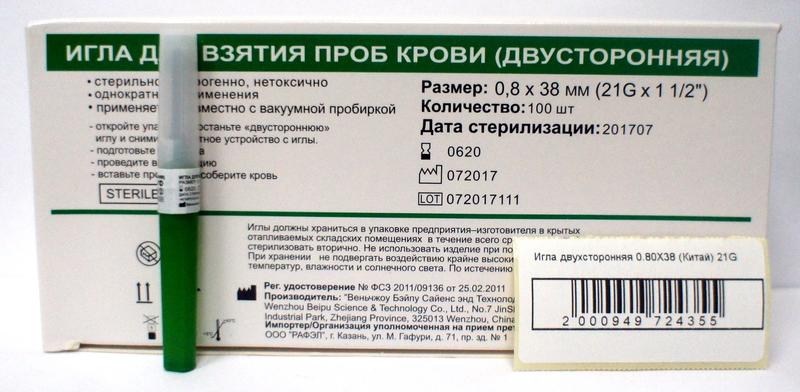 ИГЛА Д ВЗЯТИЯ ПРОБ КРОВИ (ДВУСТОРОННЯЯ)
• стерильно рогенно, нетоксично
• однократн именения
• применяет вместно с вакуумной пробиркой
- откройте упа останьте «двустороннюю»
иглу и сними тное устройство с иглы.
- подготовьте а
- проведите в цию
- вставьте про соберите кровь
STERILE
Размер: 0,8 x 38 мм (21G x 1 1/2")
Количество: 100 шт
Дата стерилизации: 201707
0620
072017
LOT 072017111
Иглы должны храниться в упаковке предприятия-изготовителя в крытых
отапливаемых складских помещениях в течение всего ср
стерилизовать вторично. Не использовать изделие при по
При хранении не подвергать воздействию крайне высоки
температур, влажности и солнечного света. По истечению
Рег. удостоверение № ФСЗ 2011/09136 от 25.02.2011
Производитель: "Веньчжоу Бэйпу Сайенс энд Технолод
Wenzhou Beipu Science & Technology Co., Ltd., No.7 JinSh
Industrial Park, Zhejiang Province, 325013 Wenzhou, China
Импортер/Организация уполномоченная на прием прет
ООО "РАФЭЛ", г. Казань, ул. М. Гафури, д. 71, пр. зд. № 1
Игла двухсторонняя 0.80X38 (Китай) 21G
2 000949 724355